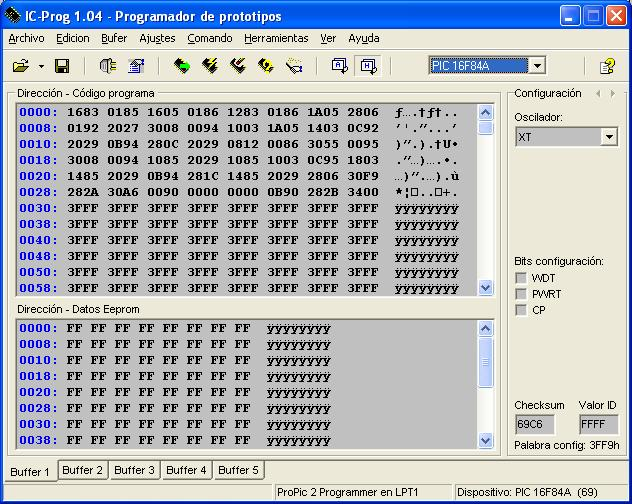 IC-Prog 1.04 - Programador de prototipos
Archivo Edicion Bufer Ajustes Comando Herramientas Ver Ayuda
PIC 16F84A
Dirección - Código programa
0000: 1683 0185 1605 0186 1283 0186 1A05 2806 ƒ….†ƒ†..
0008: 0192 2027 3008 0094 1003 1A05 1403 0C92 ''.”...'
0010: 2029 0B94 280C 2029 0812 0086 3055 0095 )”.).†U•
0018: 3008 0094 1085 2029 1085 1003 0C95 1803 .”…)….•.
0020: 1485 2029 0B94 281C 1485 2029 2806 30F9 …)”.…).ù
0028: 282A 30A6 0090 0000 0000 0B90 282B 3400 *¦□..□+.
0030: 3FFF 3FFF 3FFF 3FFF 3FFF 3FFF 3FFF 3FFF ÿÿÿÿÿÿÿÿ
0038: 3FFF 3FFF 3FFF 3FFF 3FFF 3FFF 3FFF 3FFF ÿÿÿÿÿÿÿÿ
0040: 3FFF 3FFF 3FFF 3FFF 3FFF 3FFF 3FFF 3FFF ÿÿÿÿÿÿÿÿ
0048: 3FFF 3FFF 3FFF 3FFF 3FFF 3FFF 3FFF 3FFF ÿÿÿÿÿÿÿÿ
0050: 3FFF 3FFF 3FFF 3FFF 3FFF 3FFF 3FFF 3FFF ÿÿÿÿÿÿÿÿ
0058: 3FFF 3FFF 3FFF 3FFF 3FFF 3FFF 3FFF 3FFF ÿÿÿÿÿÿÿÿ
Dirección - Datos Eeprom
0000: FF FF FF FF FF FF FF FF ÿÿÿÿÿÿÿÿ
0008: FF FF FF FF FF FF FF FF ÿÿÿÿÿÿÿÿ
0010: FF FF FF FF FF FF FF FF ÿÿÿÿÿÿÿÿ
0018: FF FF FF FF FF FF FF FF ÿÿÿÿÿÿÿÿ
0020: FF FF FF FF FF FF FF FF ÿÿÿÿÿÿÿÿ
0028: FF FF FF FF FF FF FF FF ÿÿÿÿÿÿÿÿ
0030: FF FF FF FF FF FF FF FF ÿÿÿÿÿÿÿÿ
0038: FF FF FF FF FF FF FF FF ÿÿÿÿÿÿÿÿ
Configuración
Oscilador:
XT
Bits configuración:
WDT
PWRT
CP
Checksum Valor ID
69C6 FFFF
Palabra config: 3FF9h
Buffer 1 Buffer 2 Buffer 3 Buffer 4 Buffer 5
ProPic 2 Programmer en LPT1 Dispositivo: PIC 16F84A (69)